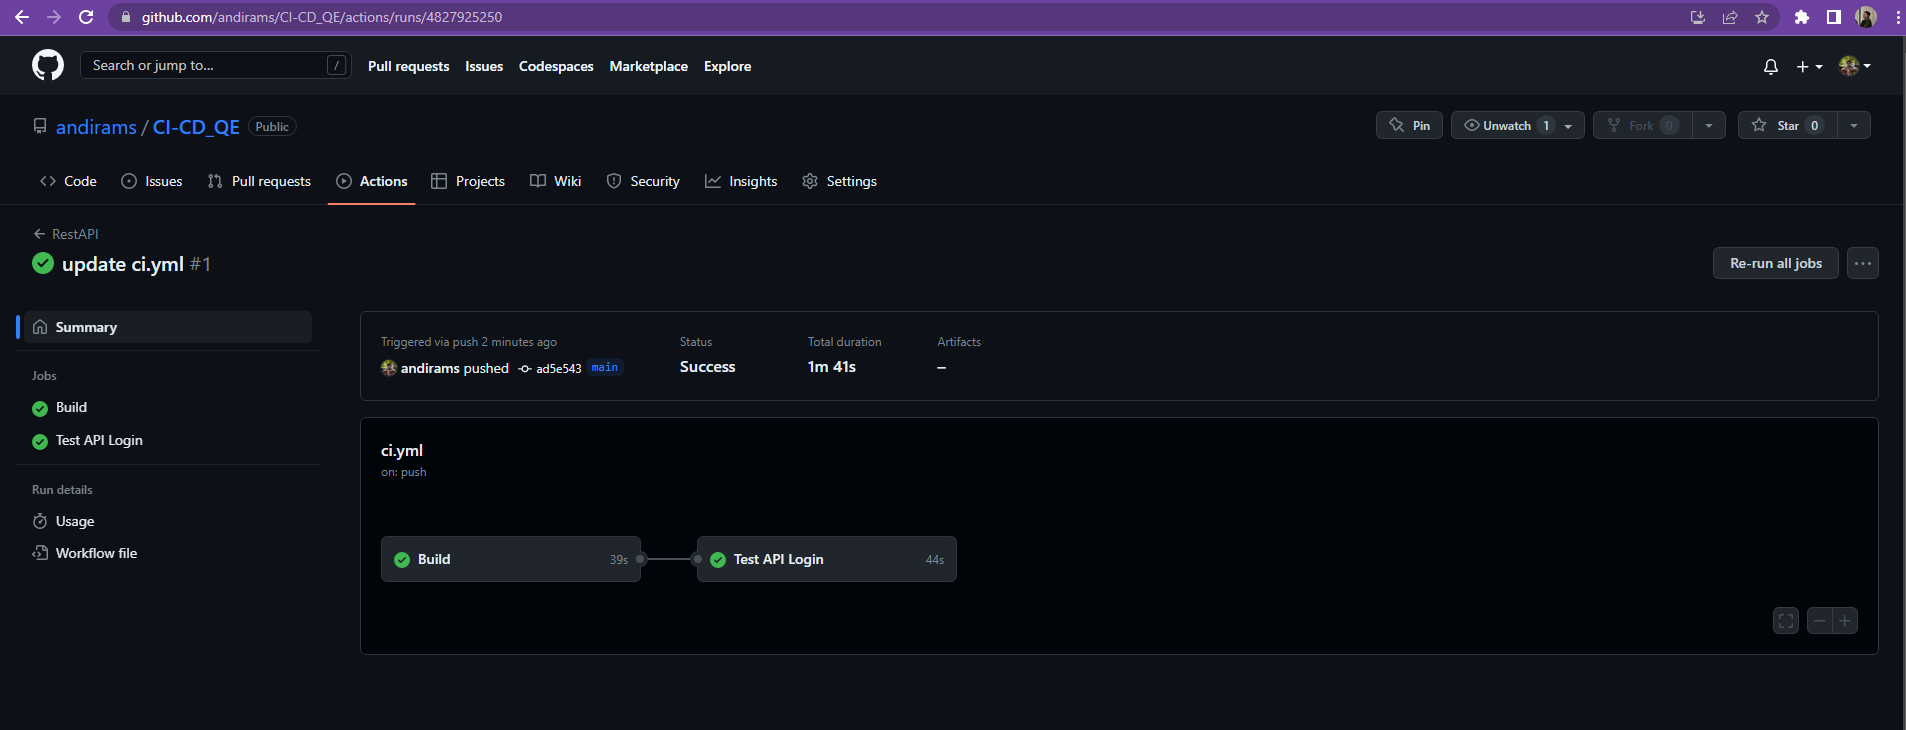 github.com/andirams/CI-CD_QE/actions/runs/4827925250
Search or jump to... /
Pull requests Issues Codespaces Marketplace Explore
andirams / CI-CD_QE Public
Pin Unwatch 1 Fork 0 Star 0
Code Issues Pull requests Actions Projects Wiki Security Insights Settings
RestAPI
update ci.yml #1
Re-run all jobs
Summary
Jobs
Build
Test API Login
Run details
Usage
Workflow file
Triggered via push 2 minutes ago Status Total duration Artifacts
andirams pushed ad5e543 main Success 1m 41s –
ci.yml
on: push
Build 39s Test API Login 44s